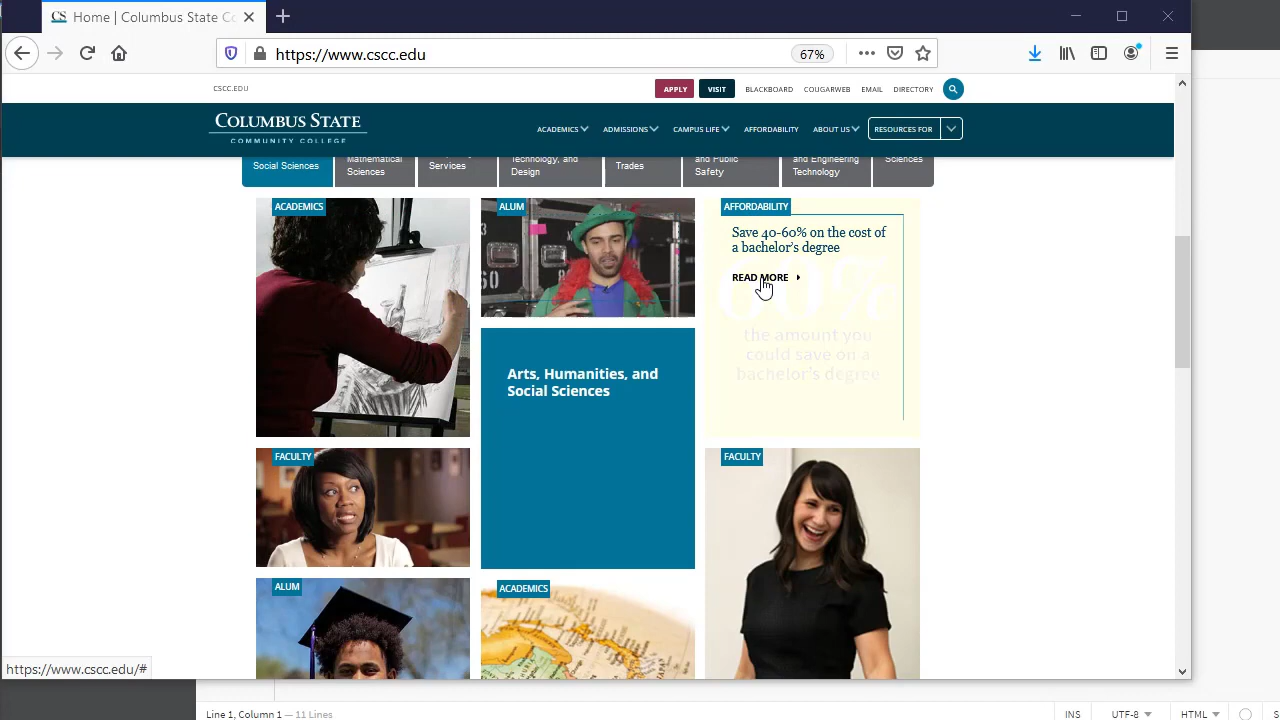 Home | Columbus State Co
https://www.cscc.edu
67%
CSCC.EDU
APPLY
VISIT
BLACKBOARD
COUGARWEB
EMAIL
DIRECTORY
COLUMBUS STATE
COMMUNITY COLLEGE
ACADEMICS
ADMISSIONS
CAMPUS LIFE
AFFORDABILITY
ABOUT US
RESOURCES FOR
Social Sciences
Mathematical
Sciences
Services
Technology, and
Design
Trades
and Public
Safety
and Engineering
Technology
Sciences
ACADEMICS
ALUM
AFFORDABILITY
Save 40-60% on the cost of
a bachelor's degree
READ MORE
60%
the amount you
could save on a
bachelor's degree
Arts, Humanities, and
Social Sciences
FACULTY
FACULTY
ALUM
ACADEMICS
https://www.cscc.edu/#
Line 1, Column 1 — 11 Lines
INS
UTF-8
HTML